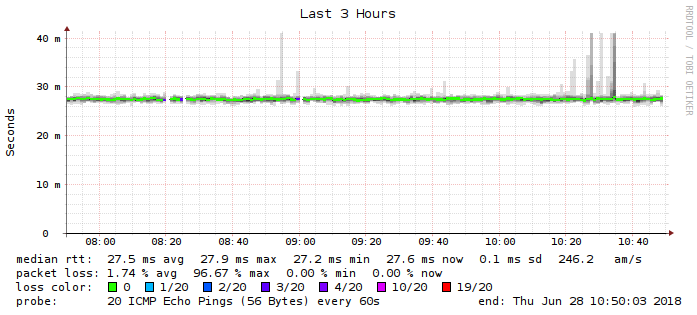 Last 3 Hours
RRDTOOL / TOBI OETIKER
Seconds
40 m
30 m
20 m
10 m
0
08:00 08:20 08:40 09:00 09:20 09:40 10:00 10:20 10:40
median rtt: 27.5 ms avg 27.9 ms max 27.2 ms min 27.6 ms now 0.1 ms sd 246.2 am/s
packet loss: 1.74 % avg 96.67 % max 0.00 % min 0.00 % now
loss color: 0 1/20 2/20 3/20 4/20 10/20 19/20
probe: 20 ICMP Echo Pings (56 Bytes) every 60s end: Thu Jun 28 10:50:03 2018